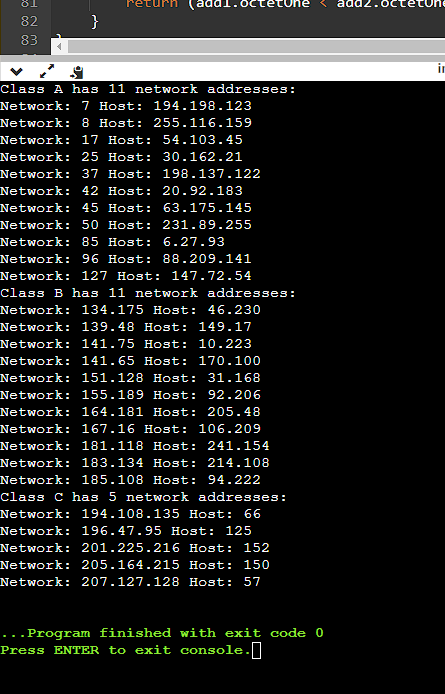 81 return (add1.octetOne < add2.octetOne
82 }
83
Class A has 11 network addresses:
Network: 7 Host: 194.198.123
Network: 8 Host: 255.116.159
Network: 17 Host: 54.103.45
Network: 25 Host: 30.162.21
Network: 37 Host: 198.137.122
Network: 42 Host: 20.92.183
Network: 45 Host: 63.175.145
Network: 50 Host: 231.89.255
Network: 85 Host: 6.27.93
Network: 96 Host: 88.209.141
Network: 127 Host: 147.72.54
Class B has 11 network addresses:
Network: 134.175 Host: 46.230
Network: 139.48 Host: 149.17
Network: 141.75 Host: 10.223
Network: 141.65 Host: 170.100
Network: 151.128 Host: 31.168
Network: 155.189 Host: 92.206
Network: 164.181 Host: 205.48
Network: 167.16 Host: 106.209
Network: 181.118 Host: 241.154
Network: 183.134 Host: 214.108
Network: 185.108 Host: 94.222
Class C has 5 network addresses:
Network: 194.108.135 Host: 66
Network: 196.47.95 Host: 125
Network: 201.225.216 Host: 152
Network: 205.164.215 Host: 150
Network: 207.127.128 Host: 57
...Program finished with exit code 0
Press ENTER to exit console.